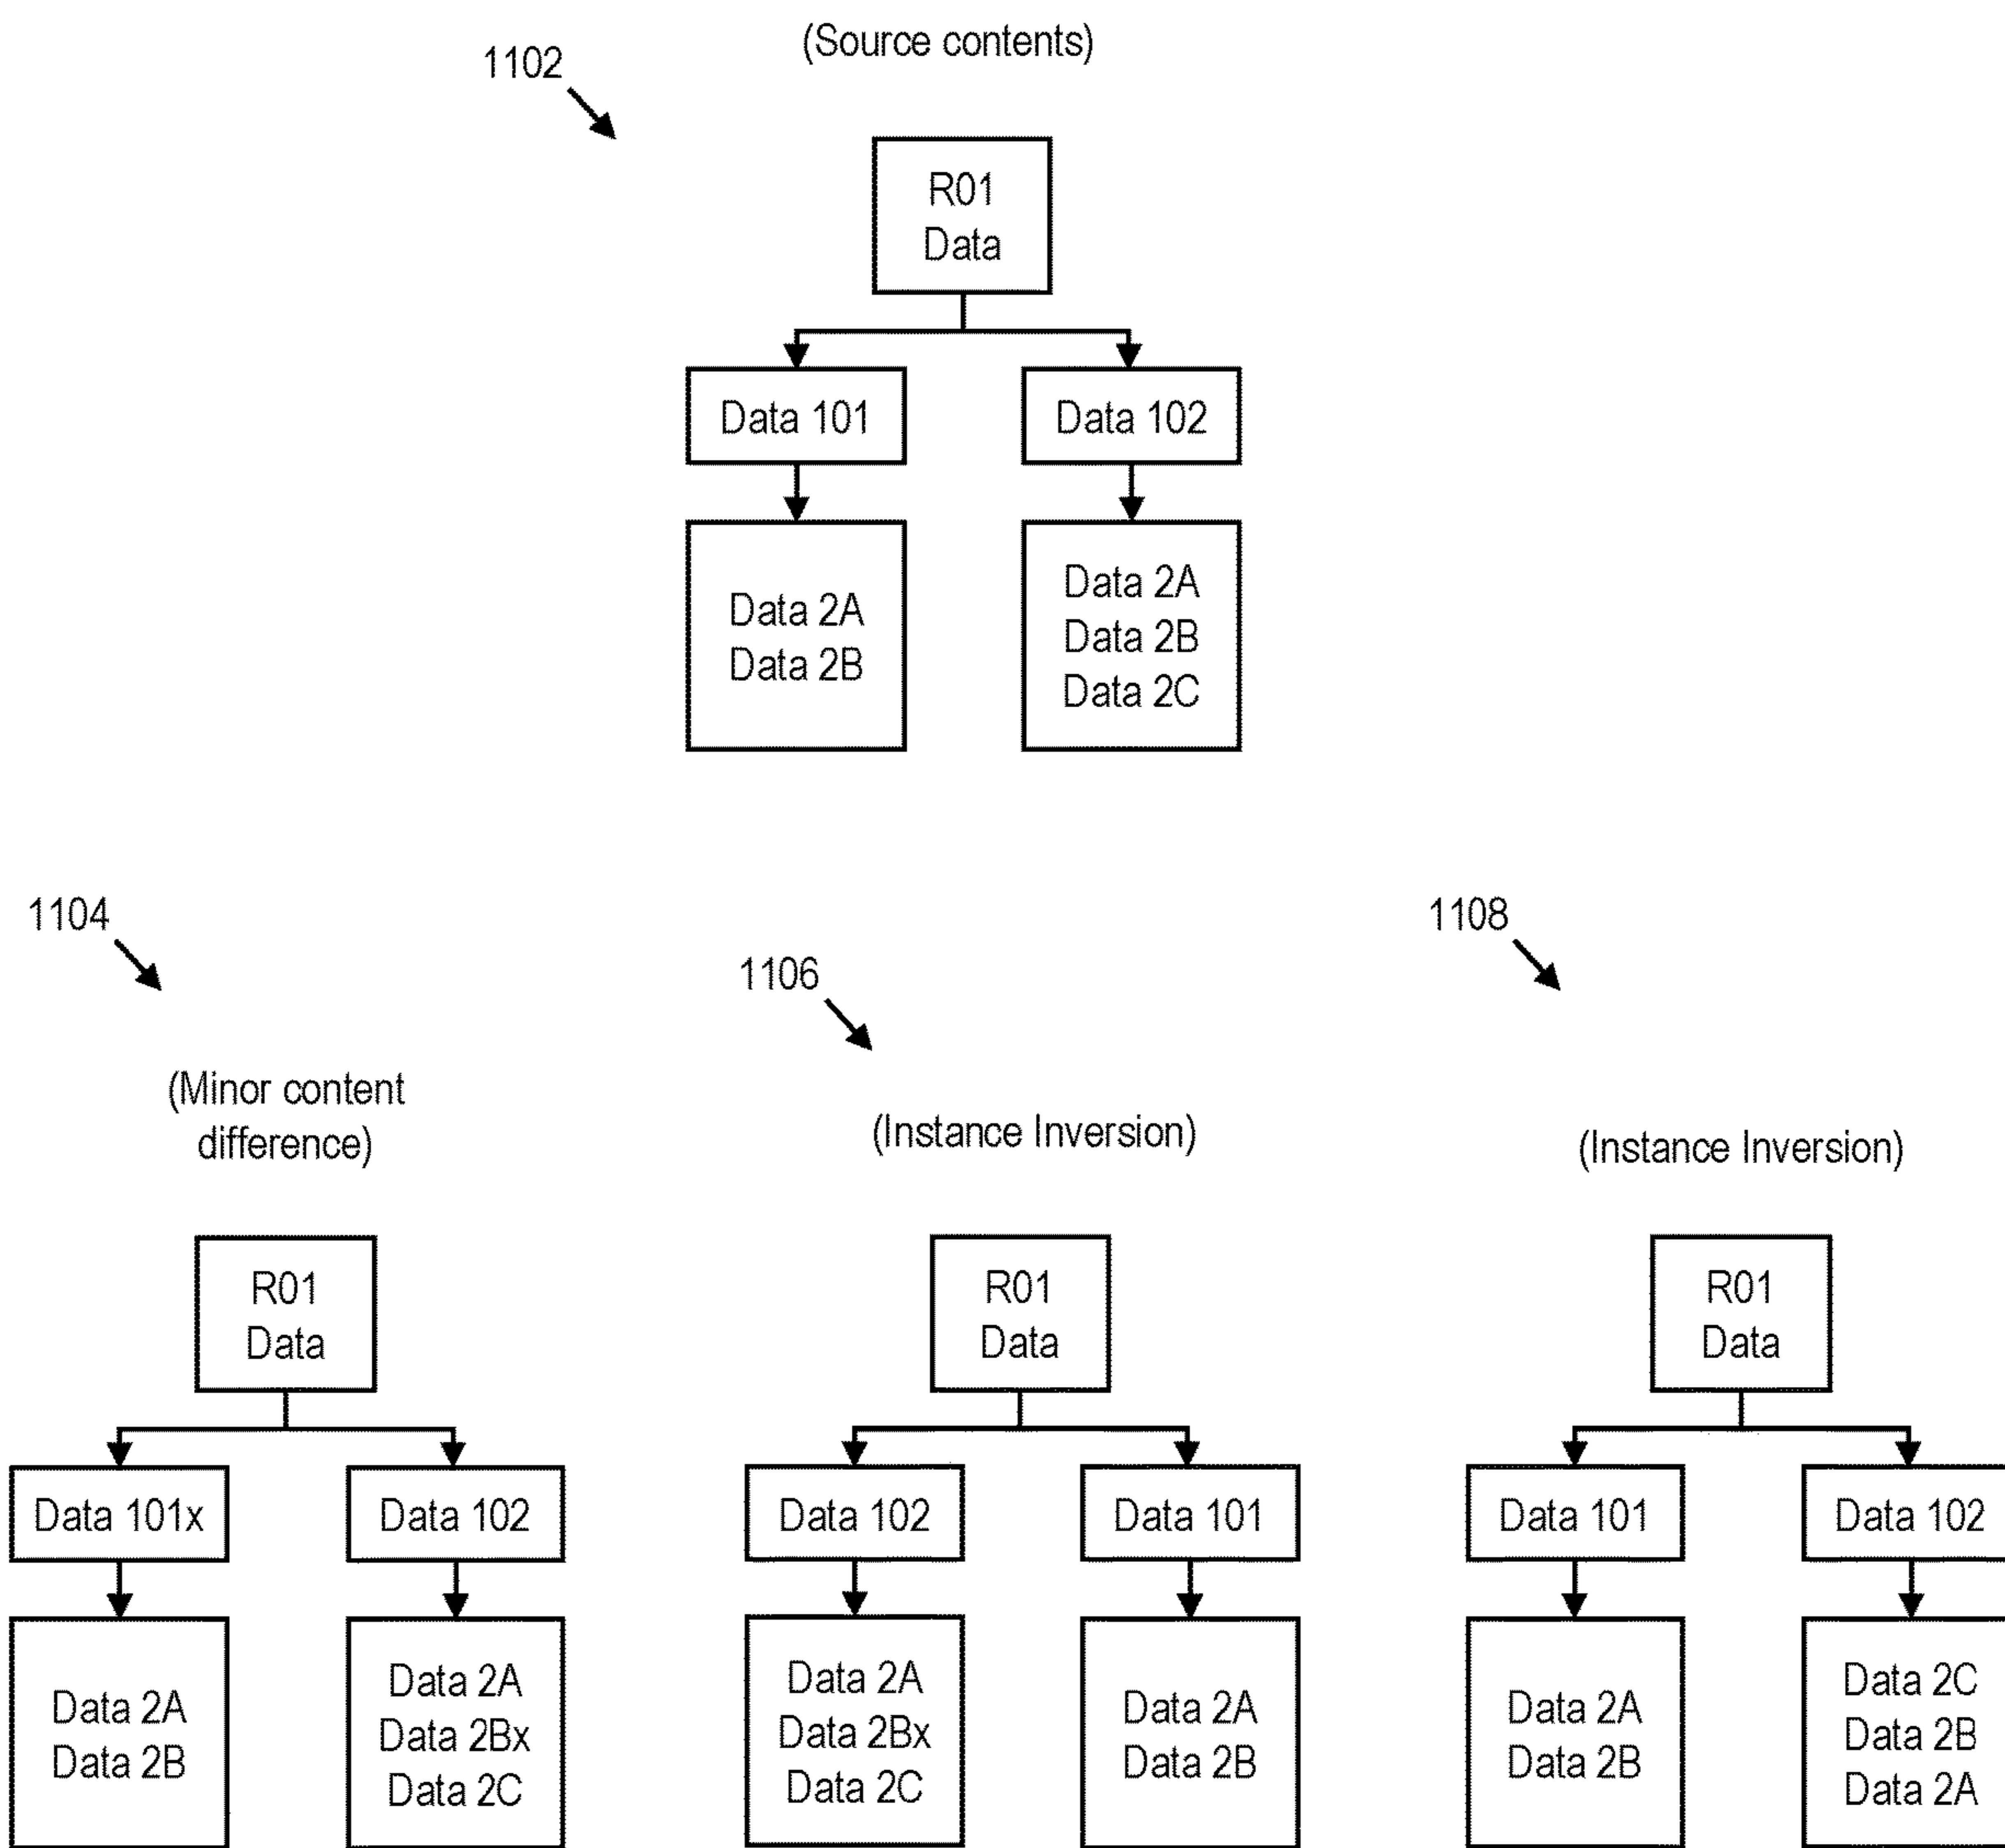 (Source contents)
1102
R01
Data
Data 101
Data 102
Data 2A
Data 2B
Data 2A
Data 2B
Data 2C
1104
(Minor content
difference)
R01
Data
Data 101x
Data 102
Data 2A
Data 2B
Data 2A
Data 2Bx
Data 2C
1106
(Instance Inversion)
R01
Data
Data 102
Data 101
Data 2A
Data 2Bx
Data 2C
Data 2A
Data 2B
1108
(Instance Inversion)
R01
Data
Data 101
Data 102
Data 2A
Data 2B
Data 2C
Data 2B
Data 2A